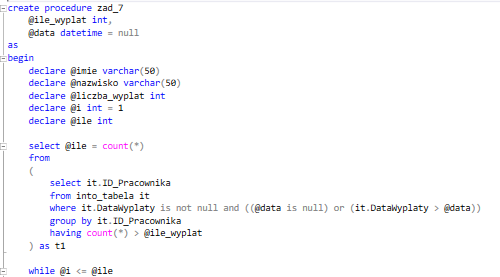 create procedure zad_7
@ile_wyplat int,
@data datetime = null
as
begin
declare @imie varchar(50)
declare @nazwisko varchar(50)
declare @liczba_wyplat int
declare @i int = 1
declare @ile int
select @ile = count(*)
from
(
select it.ID_Pracownika
from into_tabela it
where it.DataWyplaty is not null and ((@data is null) or (it.DataWyplaty > @data))
group by it.ID_Pracownika
having count(*) > @ile_wyplat
) as t1
while @i <= @ile